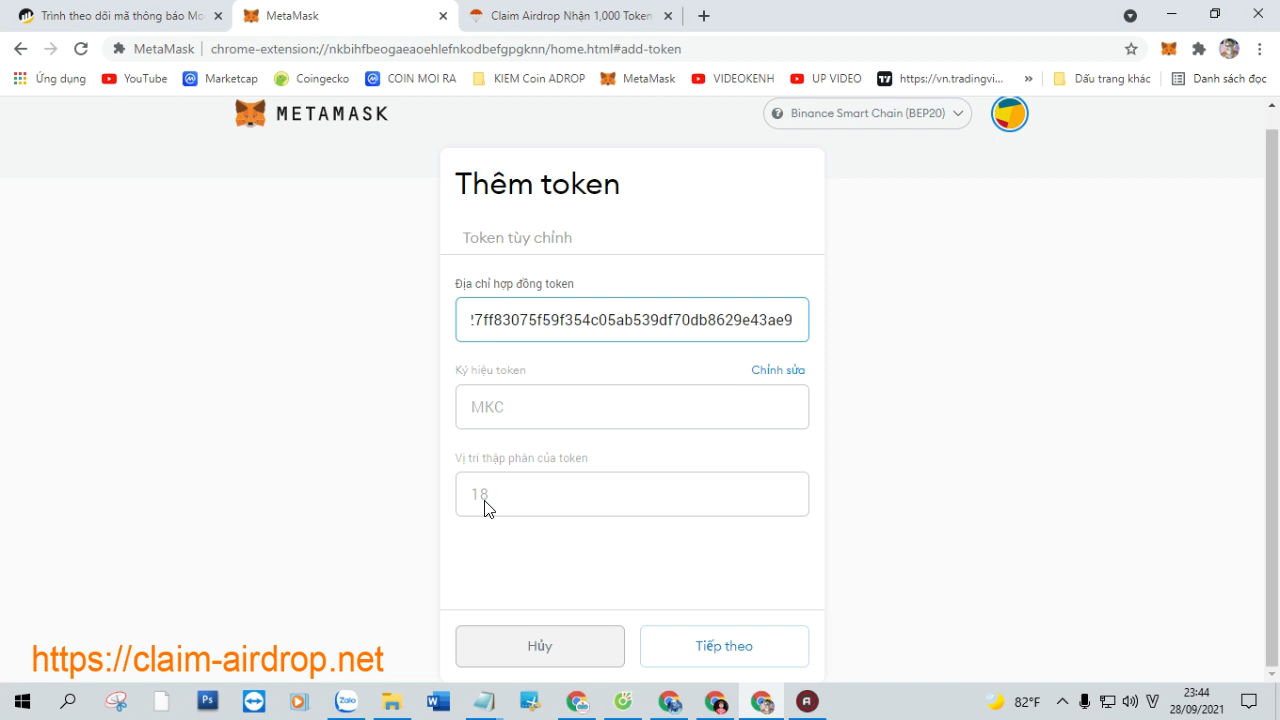 Trình theo dõi mã thông báo Mo
MetaMask
Claim Airdrop Nhận 1,000 Token
MetaMask
chrome-extension://nkbihfbeogaeaoehlefnkodbefgpgknn/home.html#add-token
Ứng dụng
YouTube
Marketcap
Coingecko
COIN MOI RA
KIEM Coin ADROP
MetaMask
VIDEOKENH
UP VIDEO
https://vn.tradingvi...
»
Dấu trang khác
Danh sách đọc
METAMASK
Binance Smart Chain (BEP20)
Thêm token
Token tùy chỉnh
Địa chỉ hợp đồng token
27ff83075f59f354c05ab539df70db8629e43ae9
Ký hiệu token
Chỉnh sửa
MKC
Vị trí thập phân của token
18
Hủy
Tiếp theo
https://claim-airdrop.net
82°F
23:44
28/09/2021